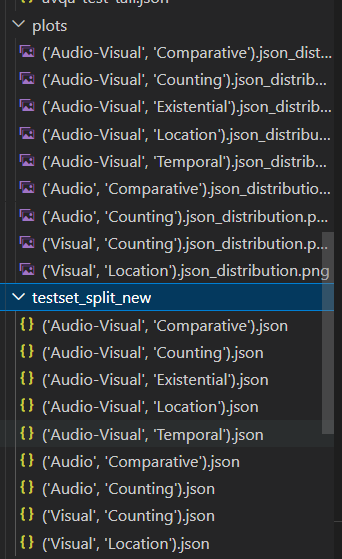 avqa-test-tail.json
plots
('Audio-Visual', 'Comparative').json_dist...
('Audio-Visual', 'Counting').json_distrib...
('Audio-Visual', 'Existential').json_distrib...
('Audio-Visual', 'Location').json_distribu...
('Audio-Visual', 'Temporal').json_distrib...
('Audio', 'Comparative').json_distributio...
('Audio', 'Counting').json_distribution.p...
('Visual', 'Counting').json_distribution.p...
('Visual', 'Location').json_distribution.png
testset_split_new
{} ('Audio-Visual', 'Comparative').json
{} ('Audio-Visual', 'Counting').json
{} ('Audio-Visual', 'Existential').json
{} ('Audio-Visual', 'Location').json
{} ('Audio-Visual', 'Temporal').json
{} ('Audio', 'Comparative').json
{} ('Audio', 'Counting').json
{} ('Visual', 'Counting').json
{} ('Visual', 'Location').json